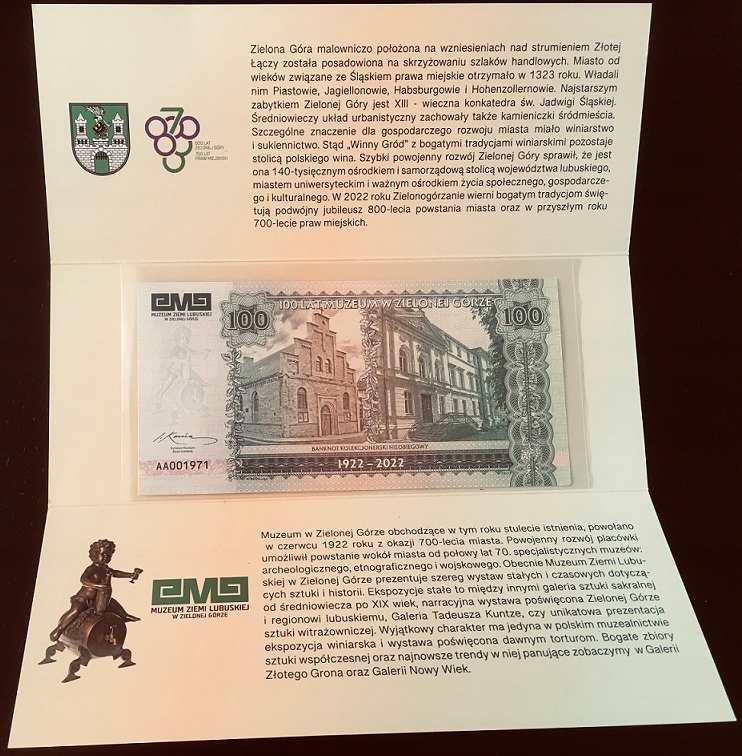 Zielona Góra malowniczo położona na wzniesieniach nad strumieniem Złotej
Łączy została posadowiona na skrzyżowaniu szlaków handlowych. Miasto od
wieków związane ze Śląskiem prawa miejskie otrzymało w 1323 roku. Władali
nim Piastowie, Jagiellonowie, Habsburgowie i Hohenzollernowie. Najstarszym
zabytkiem Zielonej Góry jest XIII - wieczna konkatedra św. Jadwigi Śląskiej.
Średniowieczy układ urbanistyczny zachowały także kamieniczki śródmieścia.
Szczególne znaczenie dla gospodarczego rozwoju miasta miało winiarstwo
i sukiennictwo. Stąd „Winny Gród” z bogatymi tradycjami winiarskimi pozostaje
stolicą polskiego wina. Szybki powojenny rozwój Zielonej Góry sprawił, że jest
ona 140-tysięcznym ośrodkiem i samorządową stolicą województwa lubuskiego,
miastem uniwersyteckim i ważnym ośrodkiem życia społecznego, gospodarcze-
go i kulturalnego. W 2022 roku Zielonogórzanie wierni bogatym tradycjom świę-
tują podwójny jubileusz 800-lecia powstania miasta oraz w przyszłym roku
700-lecie praw miejskich.
800 LAT
ZIELONEJ GÓRY
700 LAT
PRAW MIEJSKICH
MUZEUM ZIEMI LUBUSKIEJ
W ZIELONEJ GÓRZE
100 LAT MUZEUM W ZIELONEJ GÓRZE
100
100
BANKNOT KOLEKCJONERSKI NIEOBIEGOWY
AA001971
1922 - 2022
MUZEUM ZIEMI LUBUSKIEJ
W ZIELONEJ GÓRZE
Muzeum w Zielonej Górze obchodzące w tym roku stulecie istnienia, powołano
w czerwcu 1922 roku z okazji 700-lecia miasta. Powojenny rozwój placówki
umożliwił powstanie wokół miasta od połowy lat 70. specjalistycznych muzeów:
archeologicznego, etnograficznego i wojskowego. Obecnie Muzeum Ziemi Lubu-
skiej w Zielonej Górze prezentuje szereg wystaw stałych i czasowych dotyczą-
cych sztuki i historii. Ekspozycje stałe to między innymi galeria sztuki sakralnej
od średniowiecza po XIX wiek, narracyjna wystawa poświęcona Zielonej Górze
i regionowi lubuskiemu, Galeria Tadeusza Kuntze, czy unikatowa prezentacja
sztuki witrażowniczej. Wyjątkowy charakter ma jedyna w polskim muzealnictwie
ekspozycja winiarska i wystawa poświęcona dawnym torturom. Bogate zbiory
sztuki współczesnej oraz najnowsze trendy w niej panujące zobaczymy w Galerii
Złotego Grona oraz Galerii Nowy Wiek.